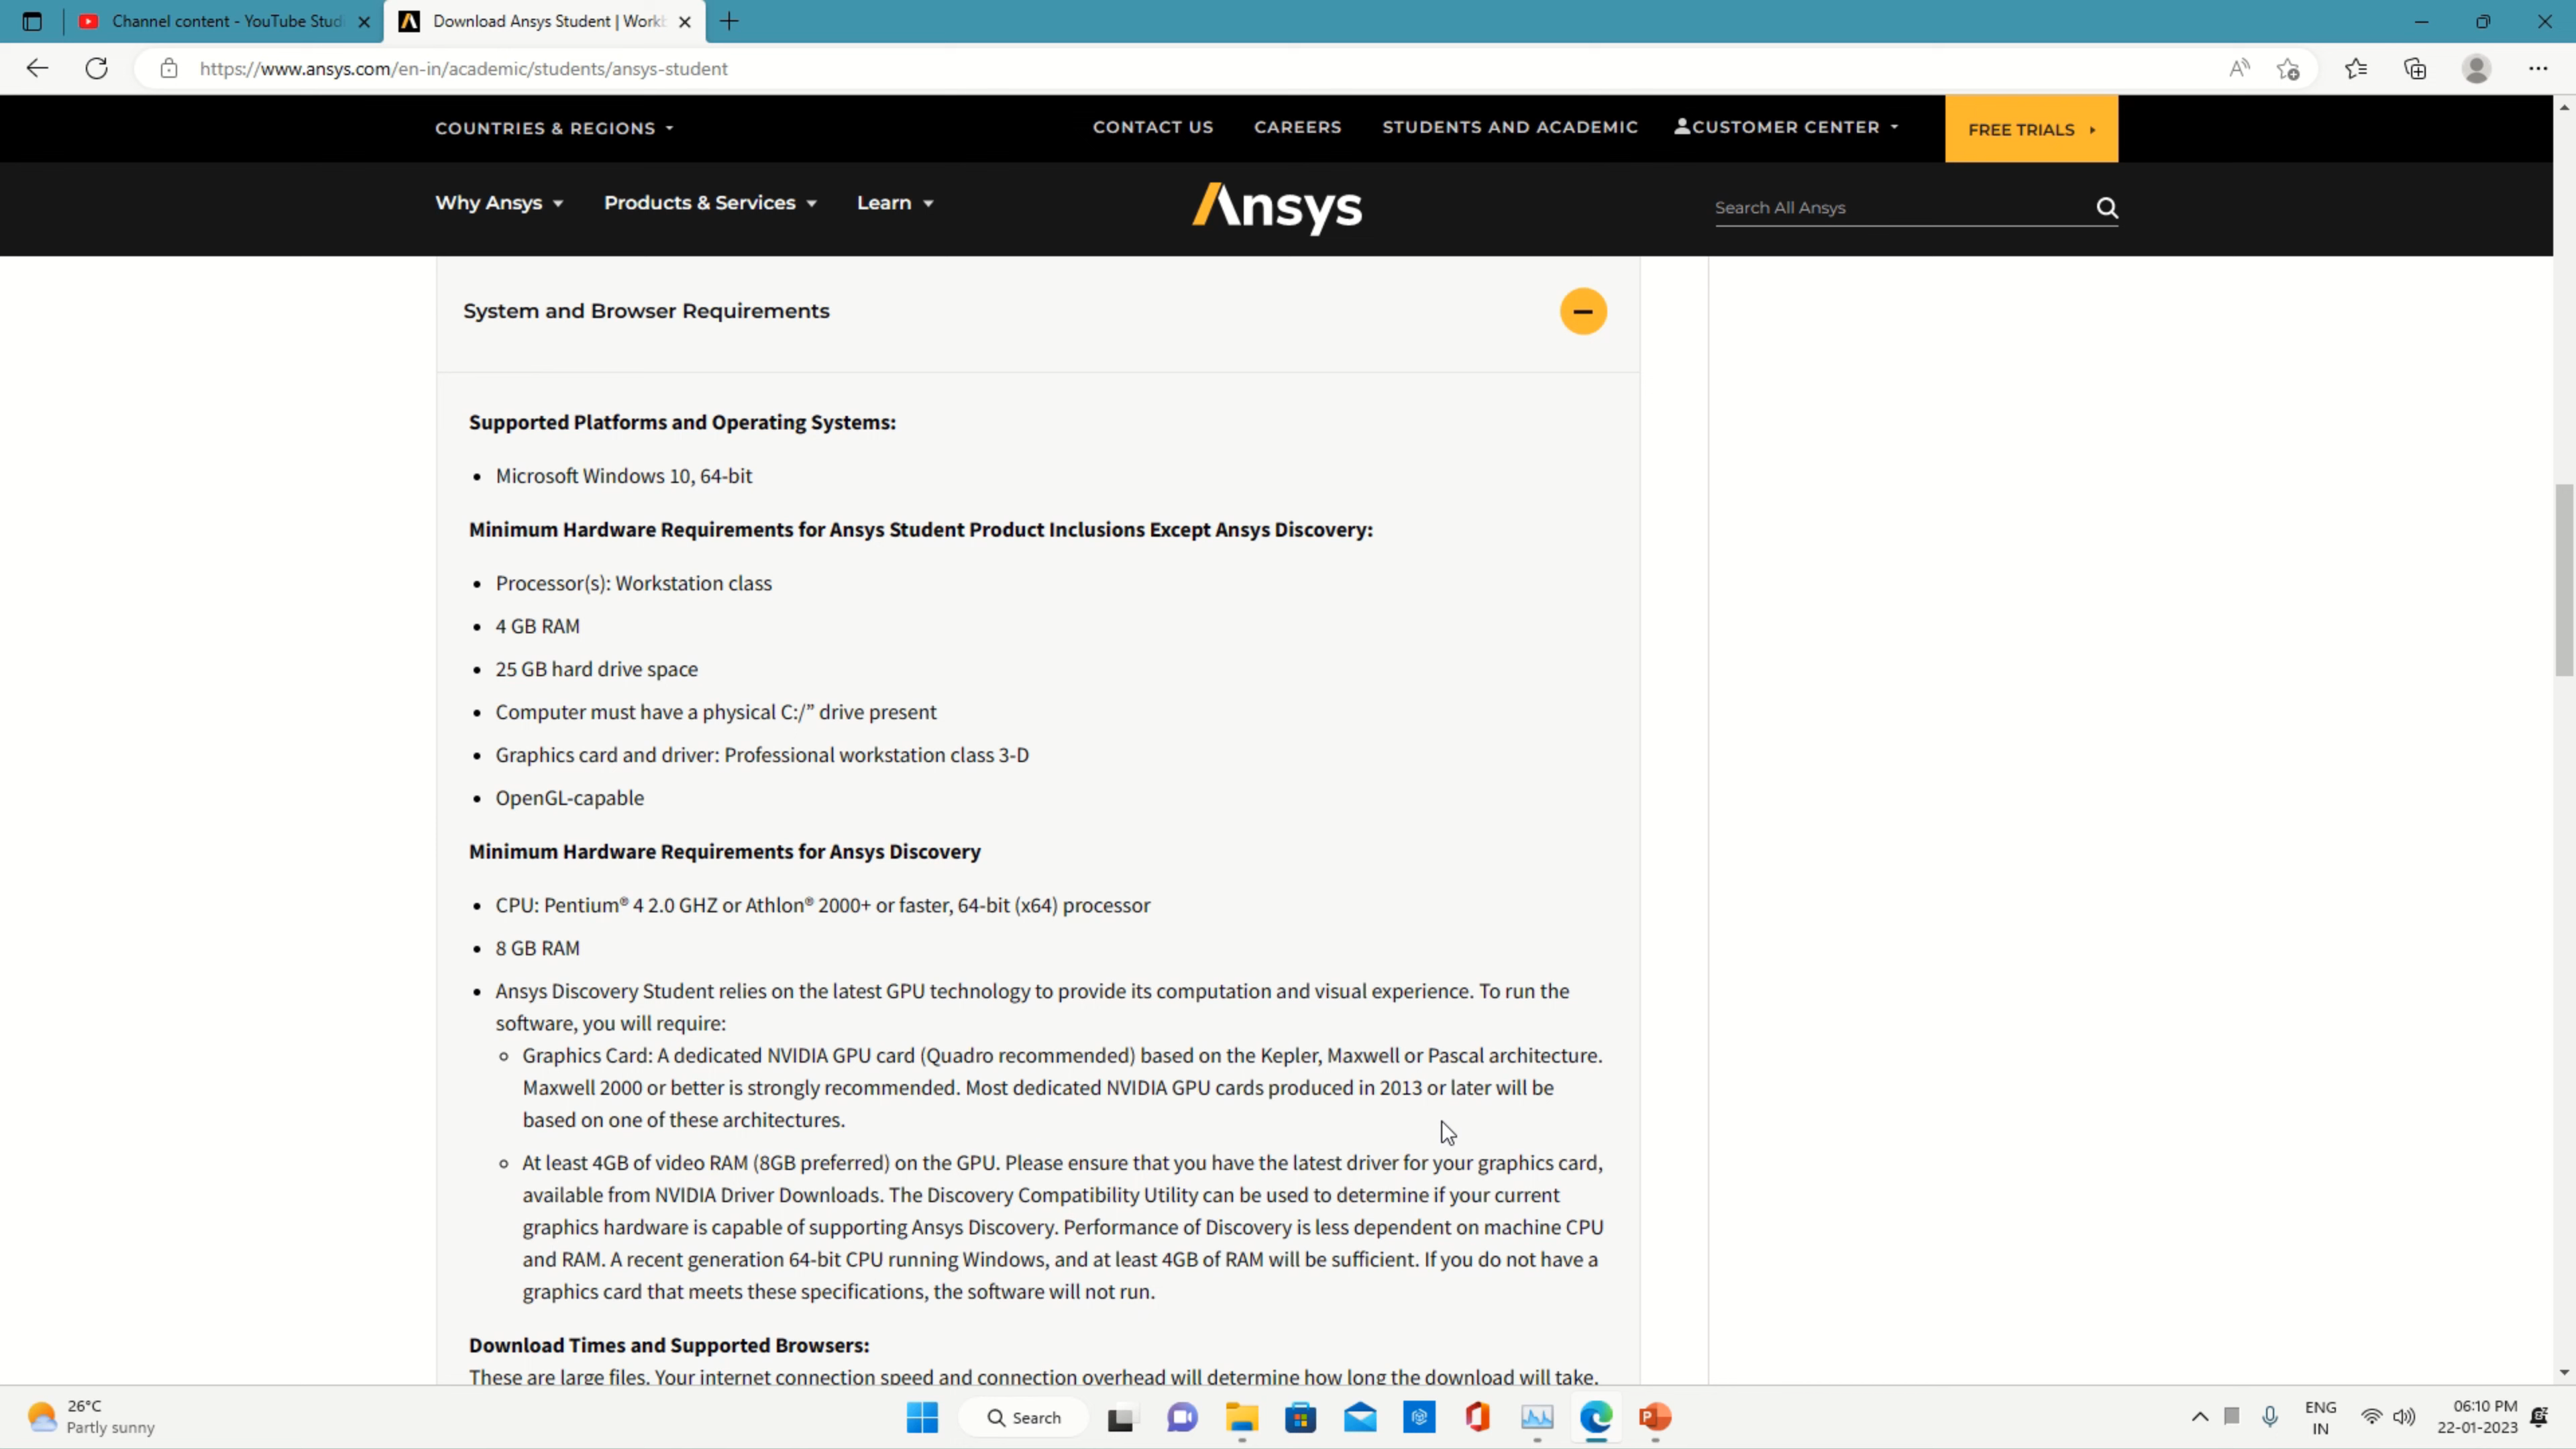 Channel content - YouTube Stud
Download Ansys Student | Workb
https://www.ansys.com/en-in/academic/students/ansys-student
COUNTRIES & REGIONS
CONTACT US
CAREERS
STUDENTS AND ACADEMIC
CUSTOMER CENTER
FREE TRIALS
Why Ansys
Products & Services
Learn
Ansys
Search All Ansys
System and Browser Requirements
Supported Platforms and Operating Systems:
• Microsoft Windows 10, 64-bit
Minimum Hardware Requirements for Ansys Student Product Inclusions Except Ansys Discovery:
• Processor(s): Workstation class
• 4 GB RAM
• 25 GB hard drive space
• Computer must have a physical C:/” drive present
• Graphics card and driver: Professional workstation class 3-D
• OpenGL-capable
Minimum Hardware Requirements for Ansys Discovery
• CPU: Pentium® 4 2.0 GHZ or Athlon® 2000+ or faster, 64-bit (x64) processor
• 8 GB RAM
• Ansys Discovery Student relies on the latest GPU technology to provide its computation and visual experience. To run the
software, you will require:
○ Graphics Card: A dedicated NVIDIA GPU card (Quadro recommended) based on the Kepler, Maxwell or Pascal architecture.
Maxwell 2000 or better is strongly recommended. Most dedicated NVIDIA GPU cards produced in 2013 or later will be
based on one of these architectures.
○ At least 4GB of video RAM (8GB preferred) on the GPU. Please ensure that you have the latest driver for your graphics card,
available from NVIDIA Driver Downloads. The Discovery Compatibility Utility can be used to determine if your current
graphics hardware is capable of supporting Ansys Discovery. Performance of Discovery is less dependent on machine CPU
and RAM. A recent generation 64-bit CPU running Windows, and at least 4GB of RAM will be sufficient. If you do not have a
graphics card that meets these specifications, the software will not run.
Download Times and Supported Browsers:
These are large files. Your internet connection speed and connection overhead will determine how long the download will take.
26°C
Partly sunny
Search
ENG
IN
06:10 PM
22-01-2023